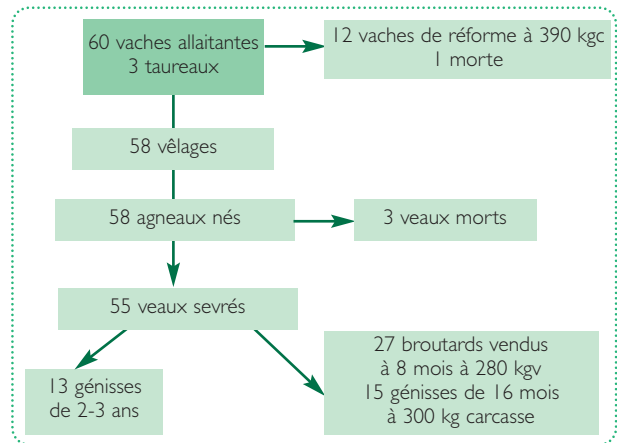 60 vaches allaitantes
3 taureaux
12 vaches de réforme à 390 kgc
1 morte
58 vêlages
58 agneaux nés
3 veaux morts
55 veaux sevrés
13 génisses
de 2-3 ans
27 broutards vendus
à 8 mois à 280 kgv
15 génisses de 16 mois
à 300 kg carcasse